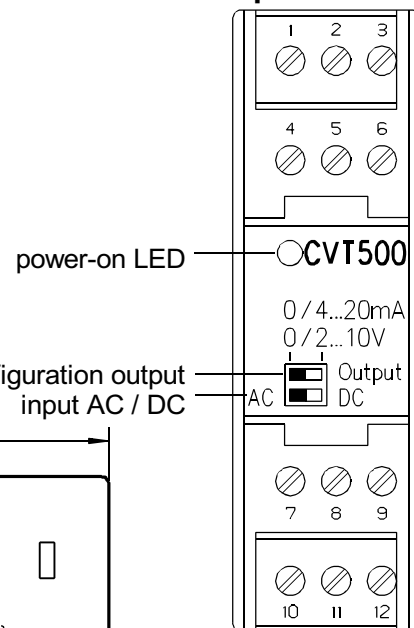 1 2 3
4 5 6
power-on LED
CVT500
0/4...20mA
0/2...10V
figuration output
Output
input AC / DC
AC DC
7 8 9
10 11 12